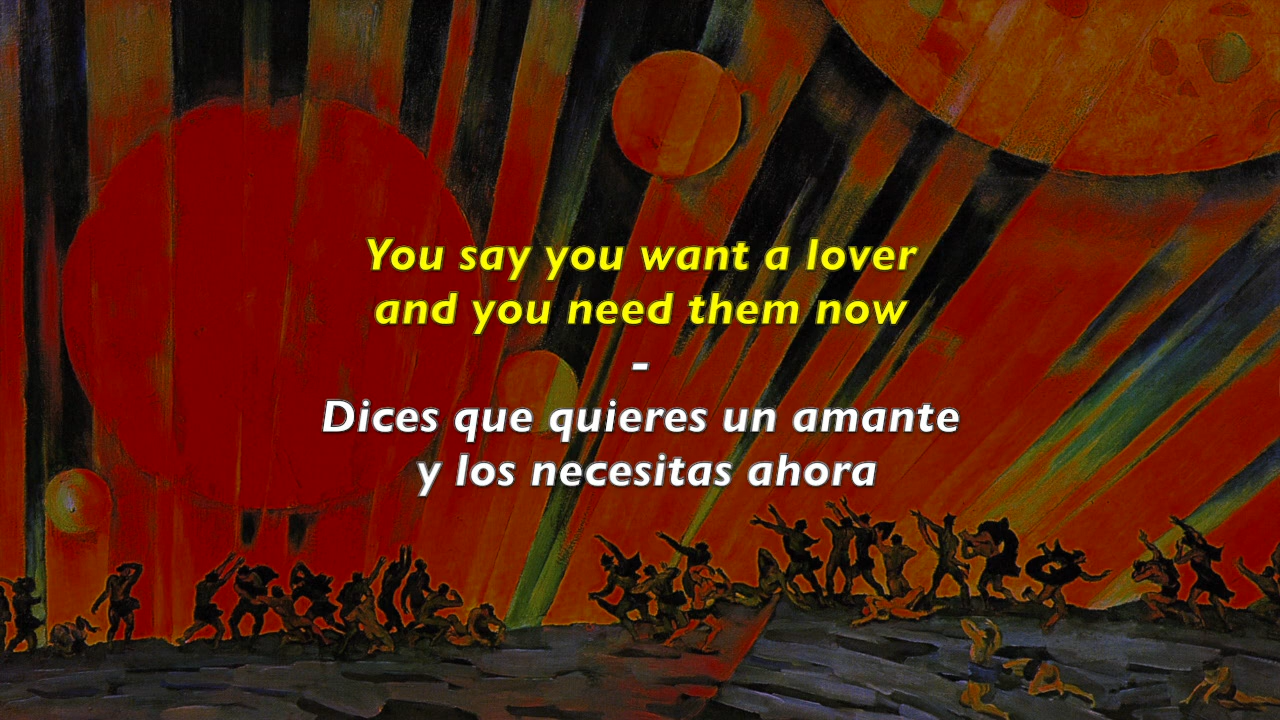 You say you want a lover
and you need them now
-
Dices que quieres un amante
y los necesitas ahora